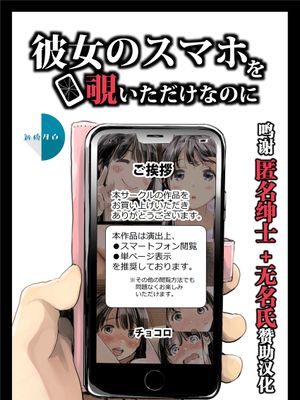 彼女のスマホを
覗いただけなのに
ご挨拶
本サークルの作品を
お買い上げいただき
ありがとうございます。
本作品は演出上、
●スマートフォン閲覧
●単ページ表示
を推奨しております。
※その他の閲覧方法でも
問題なくお楽しみ
いただけます。
チョコロ
鸣谢 匿名绅士+无名氏 赞助汉化